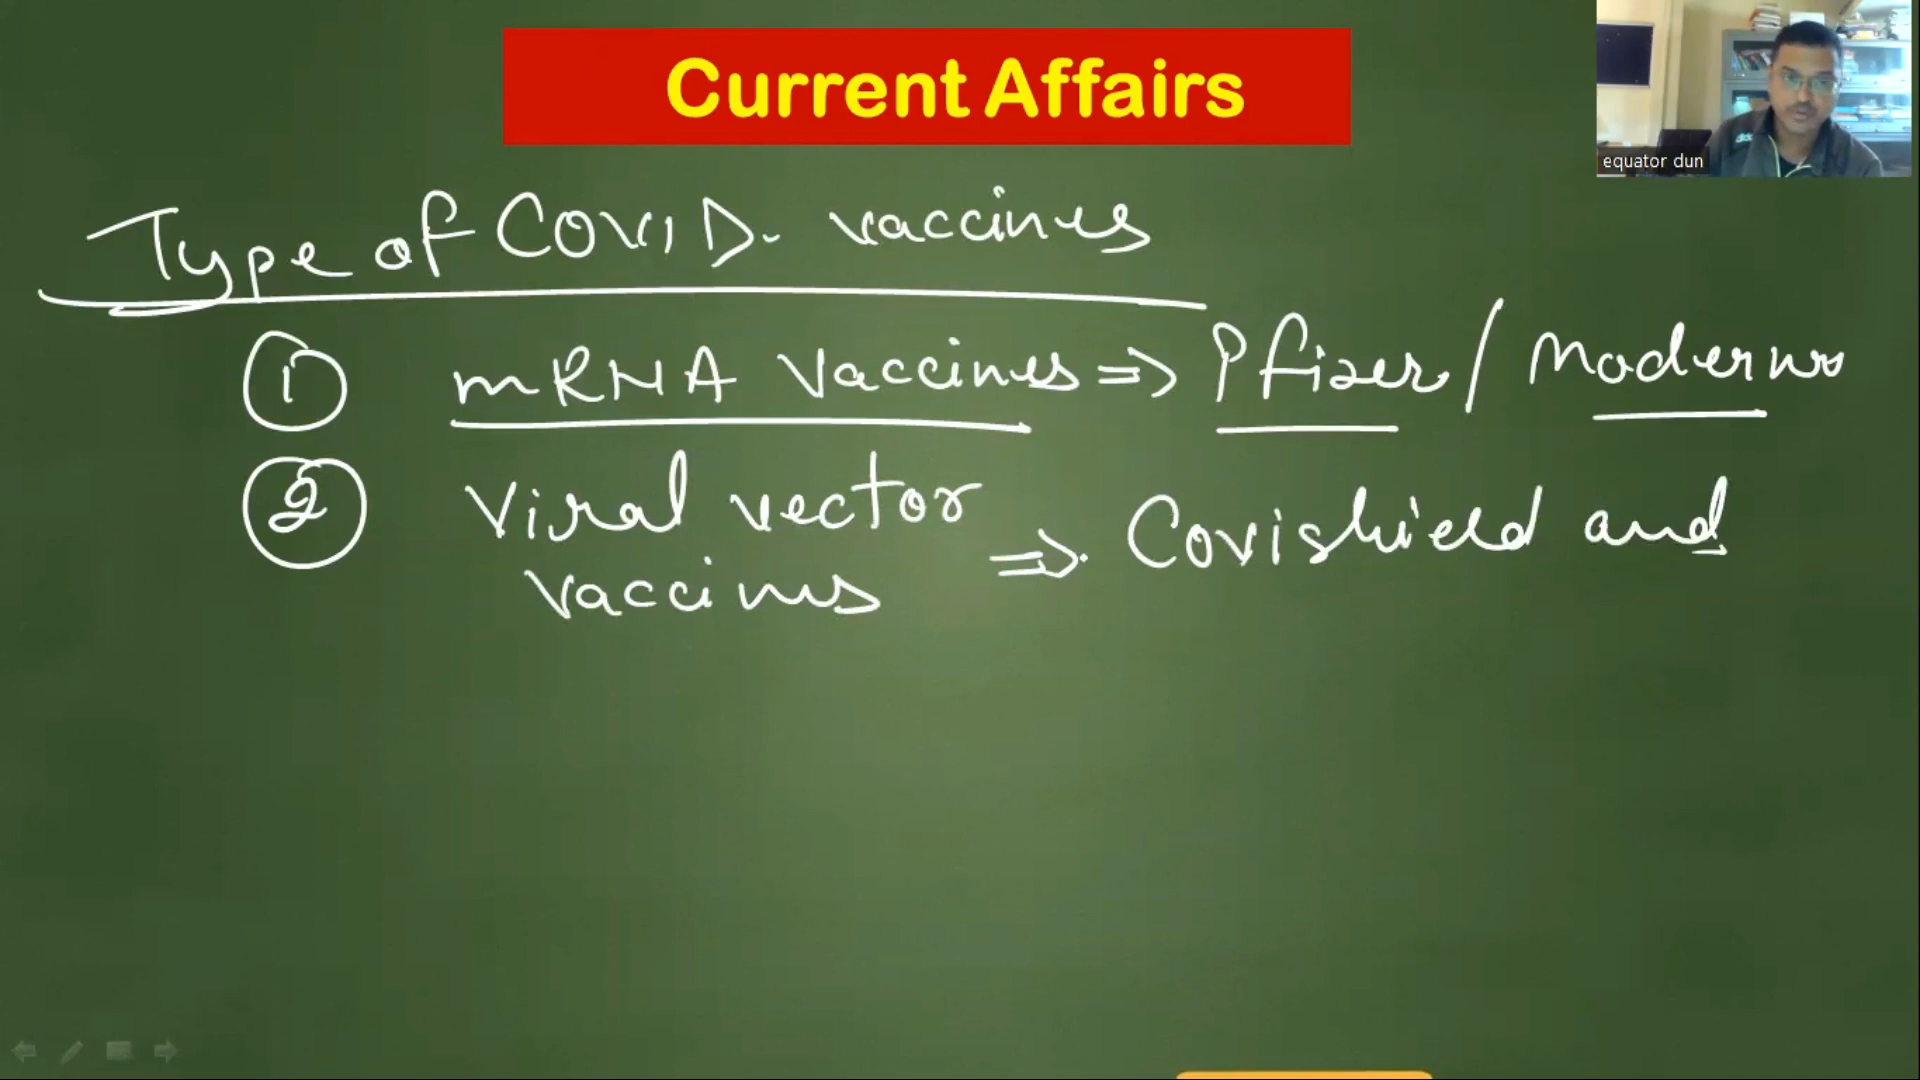 Current Affairs
equator dun
Type of COVID. vaccines
① mRNA Vaccines => Pfizer / Moderna
② Viral vector vaccines => Covishield and